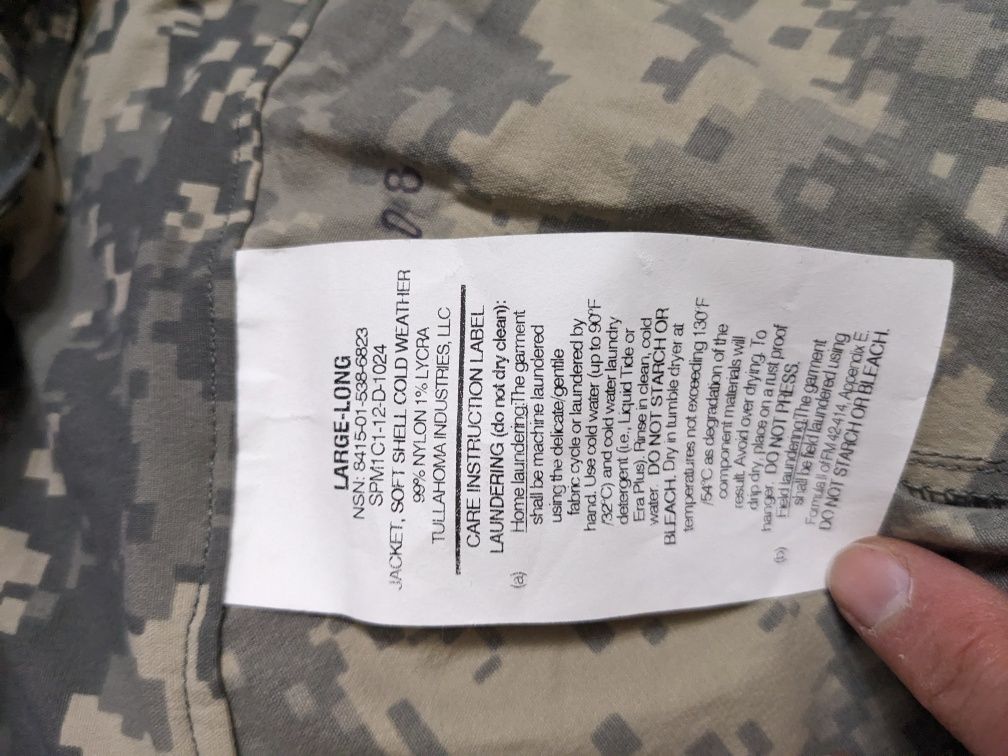 LARGE-LONG
NSN: 8415-01-538-6823
SPM1C1-12-D-1024
JACKET, SOFT SHELL COLD WEATHER
99% NYLON 1% LYCRA
TULLAHOMA INDUSTRIES, LLC
CARE INSTRUCTION LABEL
LAUNDERING (do not dry clean):
(a) Home laundering:The garment
shall be machine laundered
using the delicate/gentile
fabric cycle or laundered by
hand. Use cold water (up to 90°F
/32°C) and cold water laundry
detergent (i.e., Liquid Tide or
Era Plus), Rinse in clean, cold
water. DO NOT STARCH OR
BLEACH. Dry in tumble dryer at
temperatures not exceeding 130°F
/54°C as degradation of the
component materials will
result. Avoid over drying. To
drip dry, place on a rust proof
hanger. DO NOT PRESS.
(b) Field laundering:The garment
shall be field laundered using
Formula I of FM 42-414, Appendix E.
DO NOT STARCH OR BLEACH.